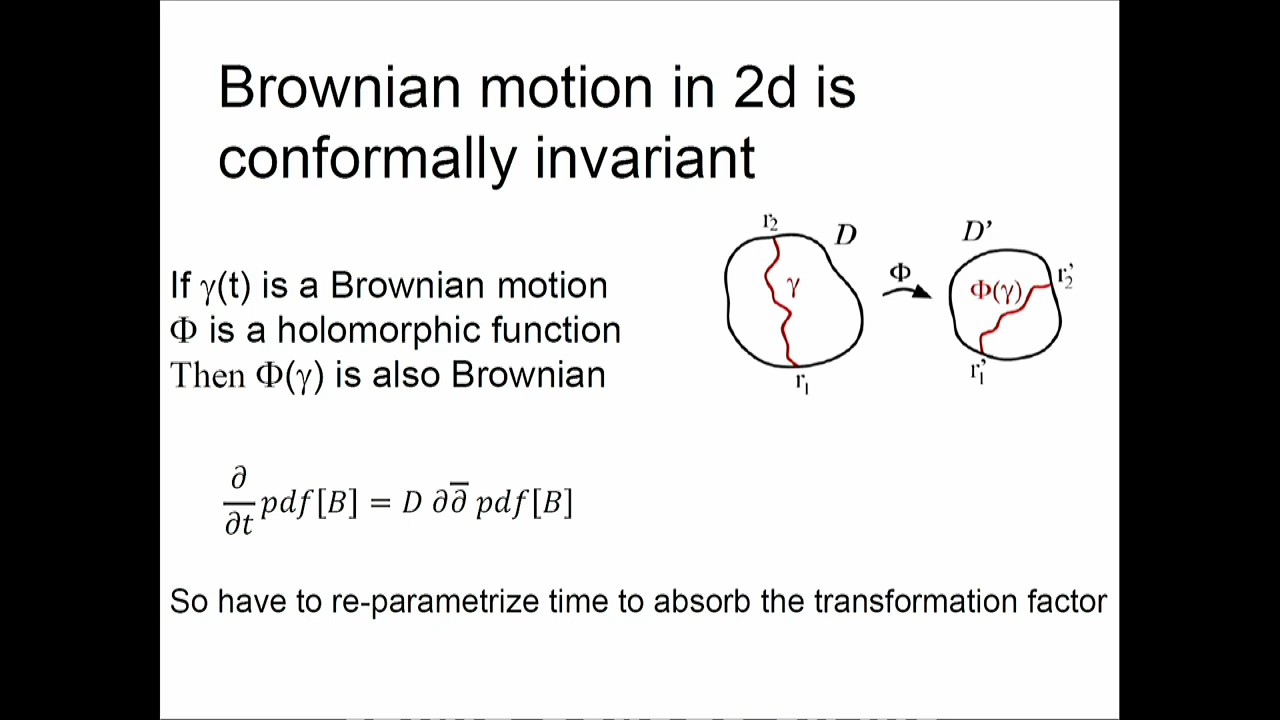 Brownian motion in 2d is
conformally invariant
r₂
D
D'
If γ(t) is a Brownian motion
Φ is a holomorphic function
Then Φ(γ) is also Brownian
γ
Φ
Φ(γ)
r₂'
r₁
r₁'
∂/∂t pdf[B] = D ∂∂̅ pdf[B]
So have to re-parametrize time to absorb the transformation factor